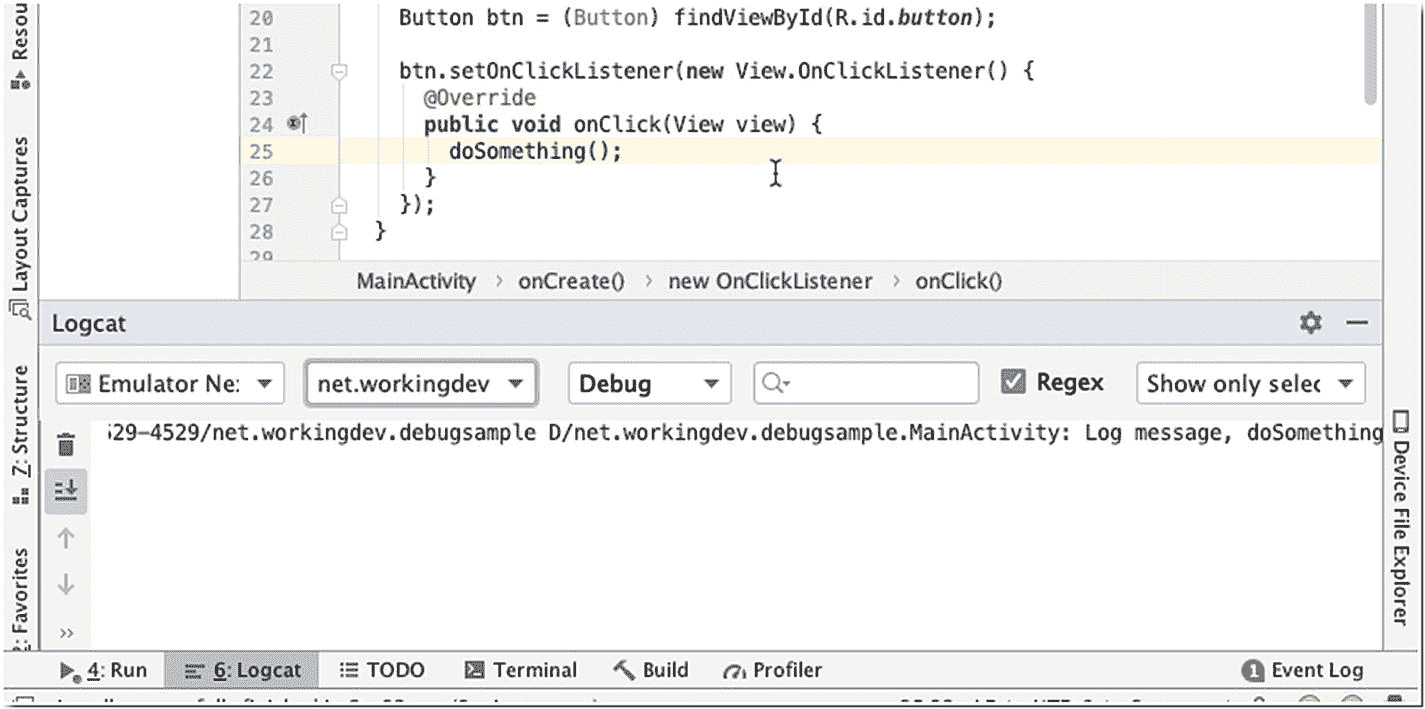 Resou
Layout Captures
Z: Structure
2: Favorites
20 Button btn = (Button) findViewById(R.id.button);
21
22 btn.setOnClickListener(new View.OnClickListener() {
23 @Override
24 public void onClick(View view) {
25 doSomething();
26 }
27 });
28 }
29
MainActivity > onCreate() > new OnClickListener > onClick()
Logcat
Emulator Ne: net.workingdev Debug Regex Show only selec
529-4529/net.workingdev.debugsample D/net.workingdev.debugsample.MainActivity: Log message, doSomething
Device File Explorer
4: Run 6: Logcat TODO Terminal Build Profiler 1 Event Log